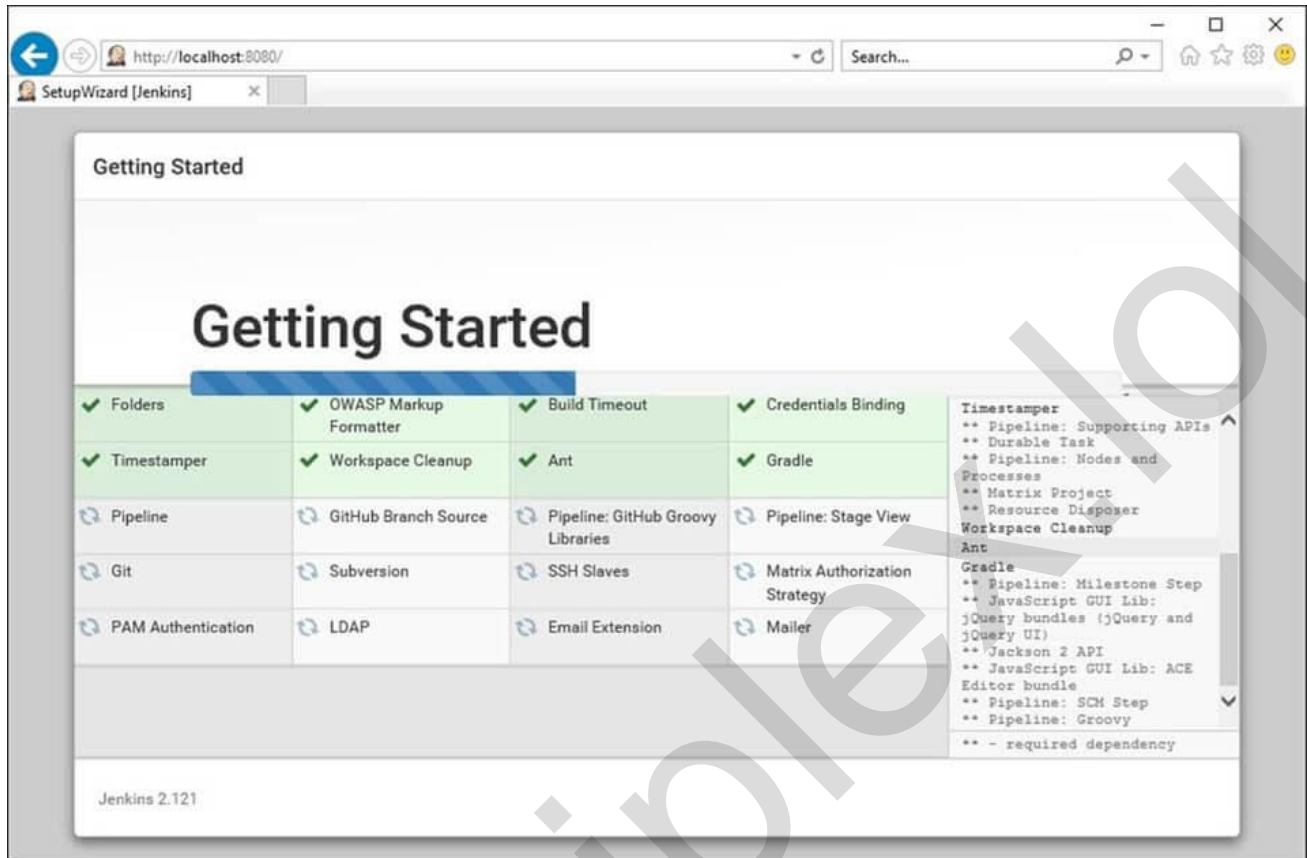 http://localhost:8080/
Search...
SetupWizard [Jenkins]
Getting Started
Getting Started
Folders
OWASP Markup
Formatter
Build Timeout
Credentials Binding
Timestamper
Workspace Cleanup
Ant
Gradle
Pipeline
GitHub Branch Source
Pipeline: GitHub Groovy
Libraries
Pipeline: Stage View
Git
Subversion
SSH Slaves
Matrix Authorization
Strategy
PAM Authentication
LDAP
Email Extension
Mailer
Timestamper
** Pipeline: Supporting APIs
** Durable Task
** Pipeline: Nodes and
Processes
** Matrix Project
** Resource Disposer
Workspace Cleanup
Ant
Gradle
** Pipeline: Milestone Step
** JavaScript GUI Lib:
jQuery bundles (jQuery and
jQuery UI)
** Jackson 2 API
** JavaScript GUI Lib: ACE
Editor bundle
** Pipeline: SCM Step
** Pipeline: Groovy
** - required dependency
Jenkins 2.121